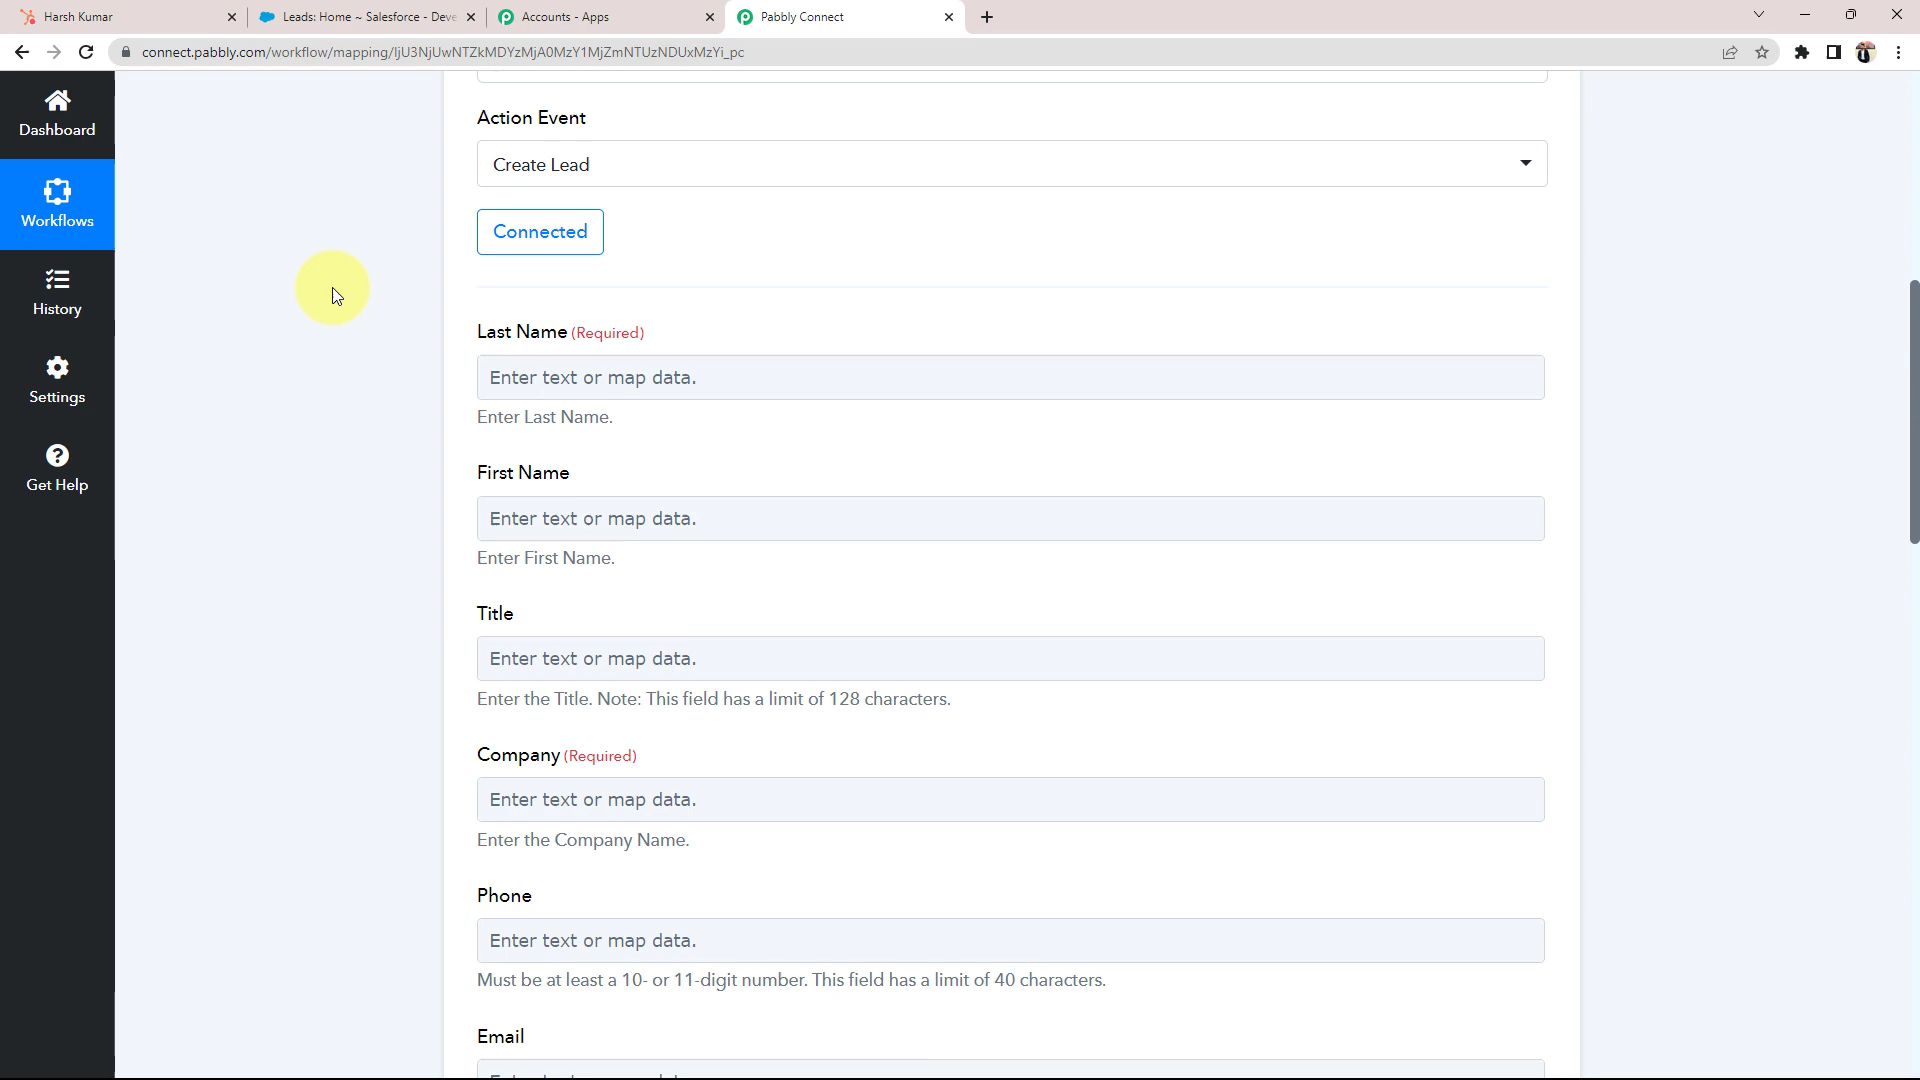 Harsh Kumar
Leads: Home ~ Salesforce - Deve
Accounts - Apps
Pabbly Connect
connect.pabbly.com/workflow/mapping/IjU3NjUwNTZkMDYzMjA0MzY1MjZmNTUzNDUxMzYi_pc
Dashboard
Workflows
History
Settings
Get Help
Action Event
Create Lead
Connected
Last Name (Required)
Enter text or map data.
Enter Last Name.
First Name
Enter text or map data.
Enter First Name.
Title
Enter text or map data.
Enter the Title. Note: This field has a limit of 128 characters.
Company (Required)
Enter text or map data.
Enter the Company Name.
Phone
Enter text or map data.
Must be at least a 10- or 11-digit number. This field has a limit of 40 characters.
Email